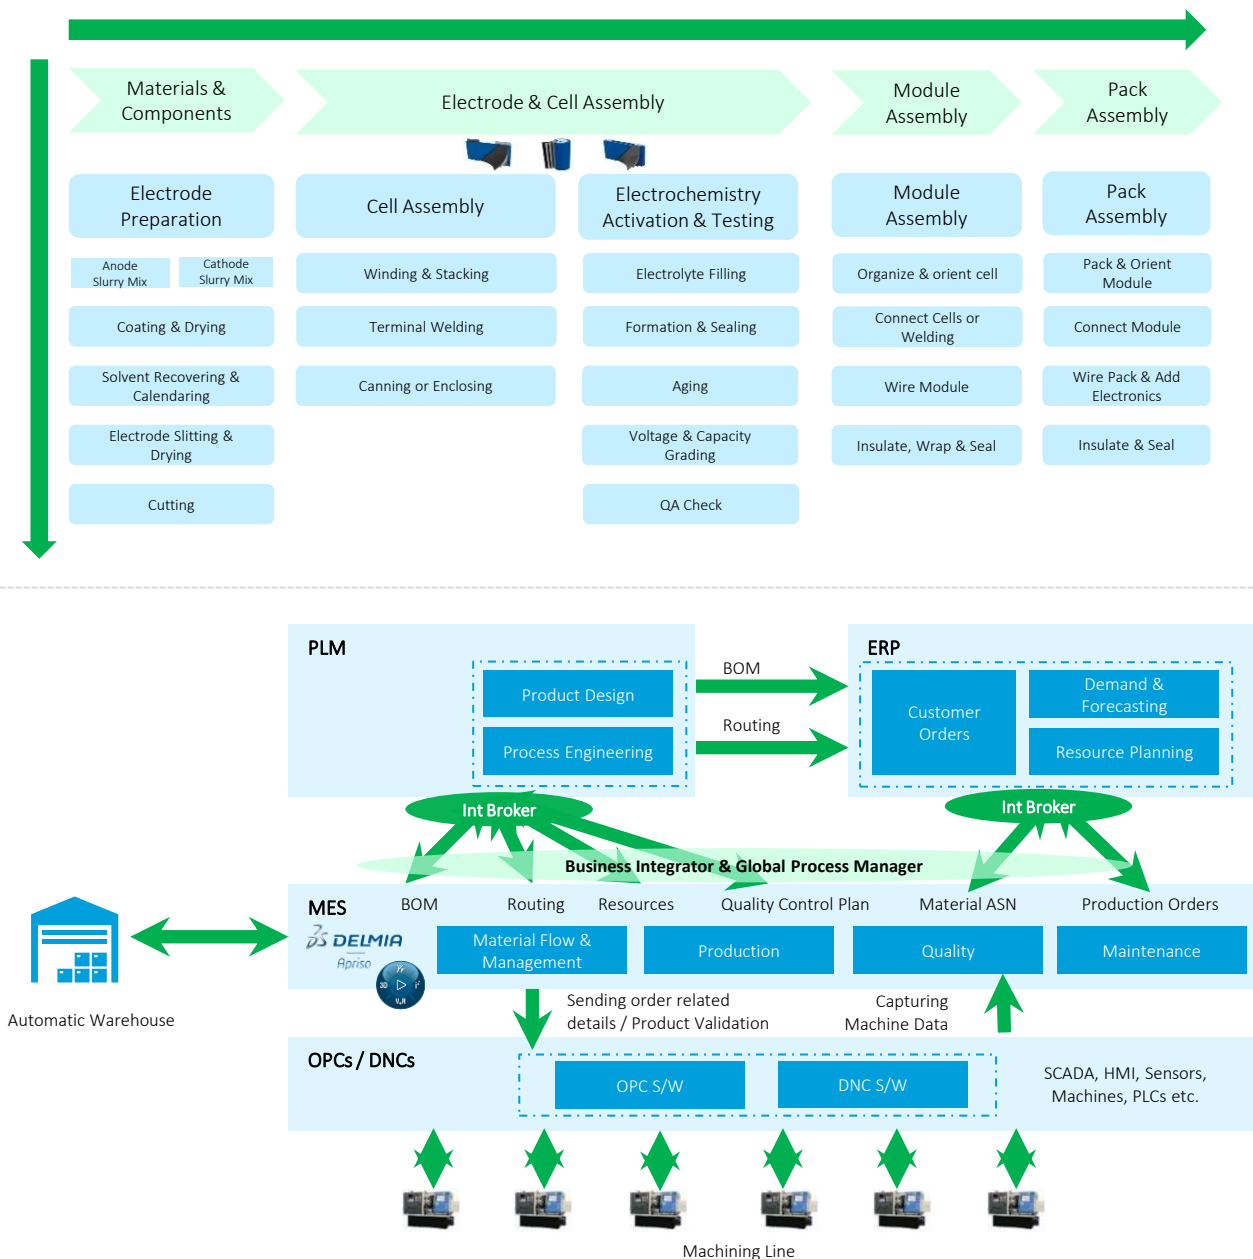 Materials &
Components
Electrode & Cell Assembly
Module
Assembly
Pack
Assembly
Electrode
Preparation
Cell Assembly
Electrochemistry
Activation & Testing
Module
Assembly
Pack
Assembly
Anode
Slurry Mix
Cathode
Slurry Mix
Winding & Stacking
Electrolyte Filling
Organize & orient cell
Pack & Orient
Module
Coating & Drying
Terminal Welding
Formation & Sealing
Connect Cells or
Welding
Connect Module
Solvent Recovering &
Calendaring
Canning or Enclosing
Aging
Wire Module
Wire Pack & Add
Electronics
Electrode Slitting &
Drying
Voltage & Capacity
Grading
Insulate, Wrap & Seal
Insulate & Seal
Cutting
QA Check
PLM
Product Design
Process Engineering
BOM
Routing
ERP
Customer
Orders
Demand &
Forecasting
Resource Planning
Int Broker
Int Broker
Business Integrator & Global Process Manager
MES
BOM
Routing
Resources
Quality Control Plan
Material ASN
Production Orders
DELMIA
Apriso
3D
Material Flow &
Management
Production
Quality
Maintenance
Automatic Warehouse
Sending order related
details / Product Validation
Capturing
Machine Data
OPCs / DNCs
OPC S/W
DNC S/W
SCADA, HMI, Sensors,
Machines, PLCs etc.
Machining Line